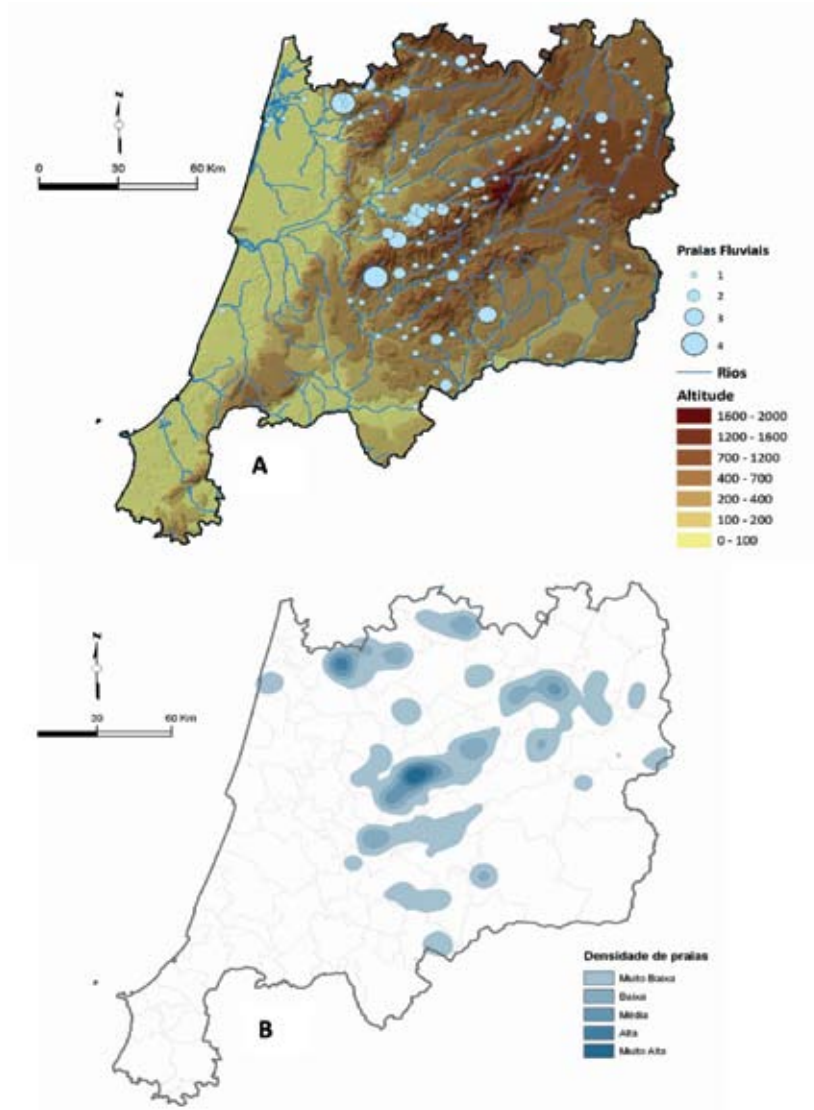 N
0 30 60 Km
Praias Fluviais
1
2
3
4
Rios
Altitude
1600 - 2000
1200 - 1600
700 - 1200
400 - 700
200 - 400
100 - 200
0 - 100
A
N
60 Km
Densidade de praias
Muito Baixa
Baixa
Média
Alta
Muito Alta
B